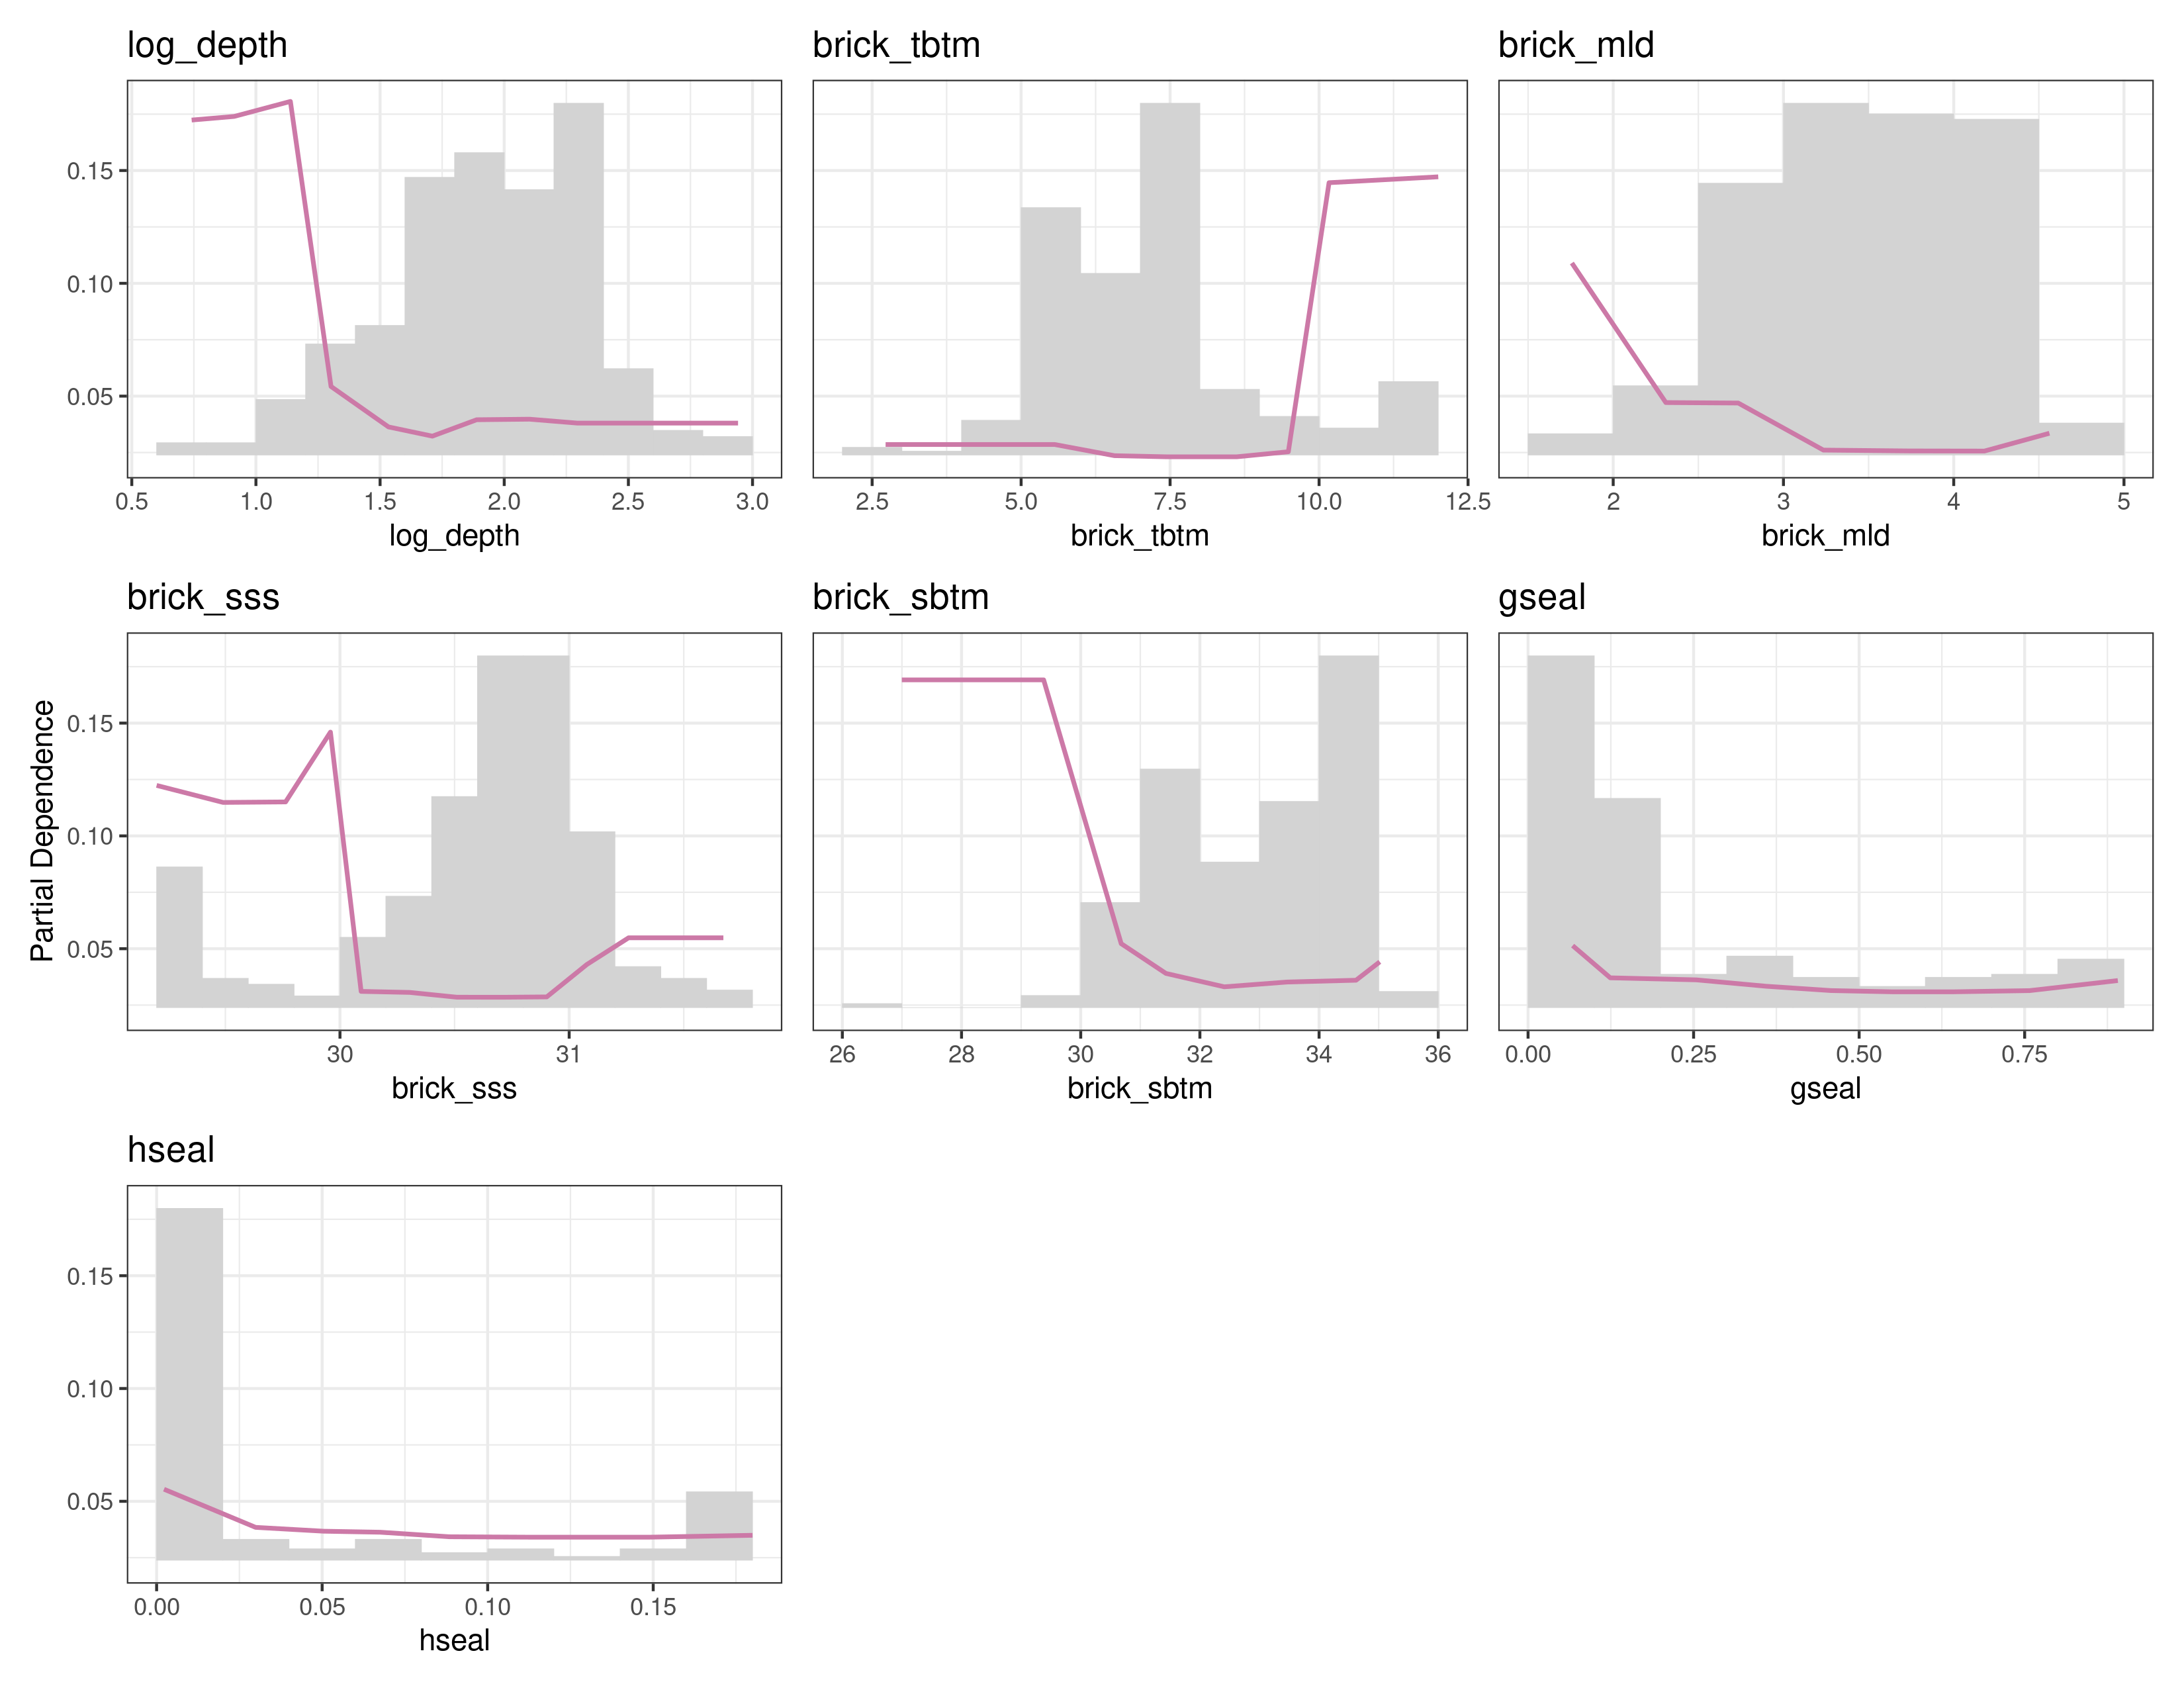 log_depth brick_tbtm brick_mld
0.15
0.10
0.05
0.5 1.0 1.5 2.0 2.5 3.0 2.5 5.0 7.5 10.0 12.5 2 3 4 5
log_depth brick_tbtm brick_mld
brick_sss brick_sbtm gseal
Partial Dependence
0.15
0.10
0.05
30 31 26 28 30 32 34 36 0.00 0.25 0.50 0.75
brick_sss brick_sbtm gseal
hseal
0.15
0.10
0.05
0.00 0.05 0.10 0.15
hseal